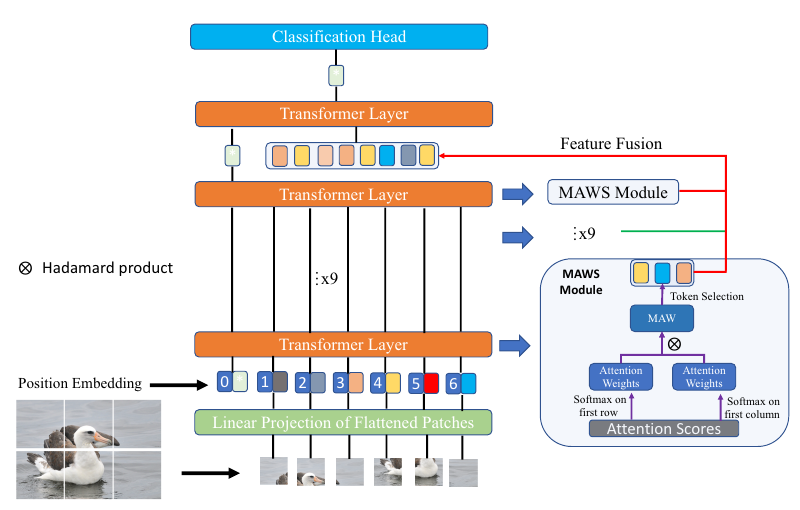 Classification Head
*
Transformer Layer
*
Feature Fusion
Transformer Layer
MAWS Module
⋮x9
⋮x9
⊗ Hadamard product
MAWS
Module
Token Selection
MAW
⊗
Transformer Layer
Attention
Weights
Attention
Weights
Position Embedding
0 * 1 2 3 4 5 6
Softmax on
first row
Softmax on
first column
Linear Projection of Flattened Patches
Attention Scores